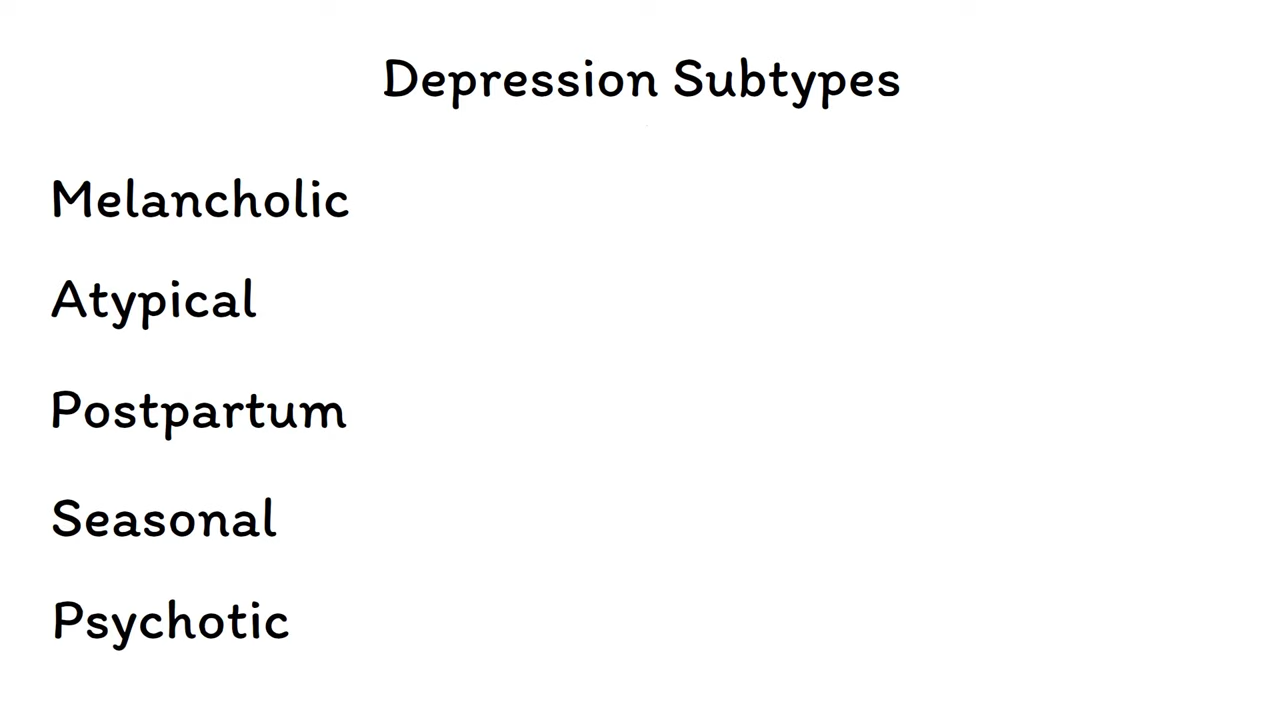 Depression Subtypes
Melancholic
Atypical
Postpartum
Seasonal
Psychotic